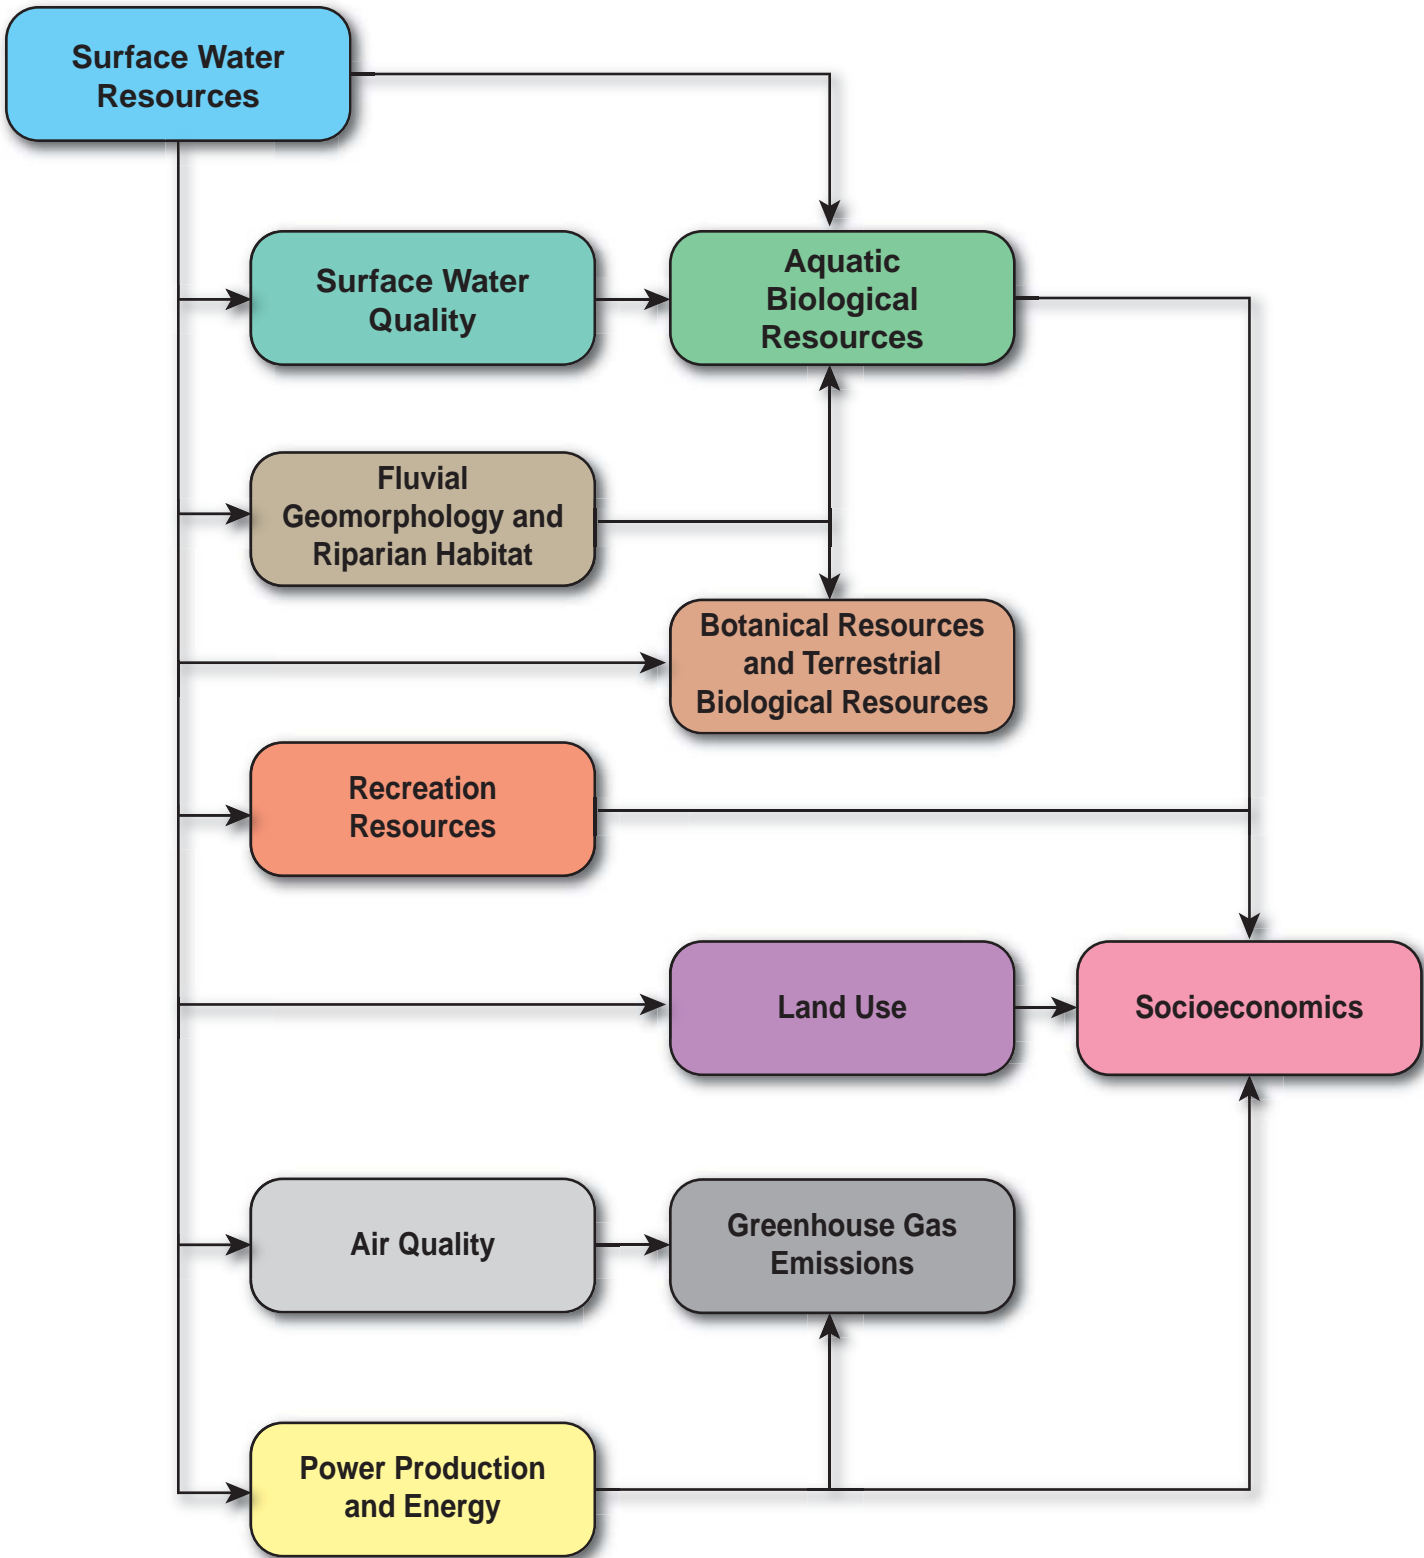 Surface Water
Resources
Surface Water
Quality
Aquatic
Biological
Resources
Fluvial
Geomorphology and
Riparian Habitat
Botanical Resources
and Terrestrial
Biological Resources
Recreation
Resources
Land Use
Socioeconomics
Air Quality
Greenhouse Gas
Emissions
Power Production
and Energy